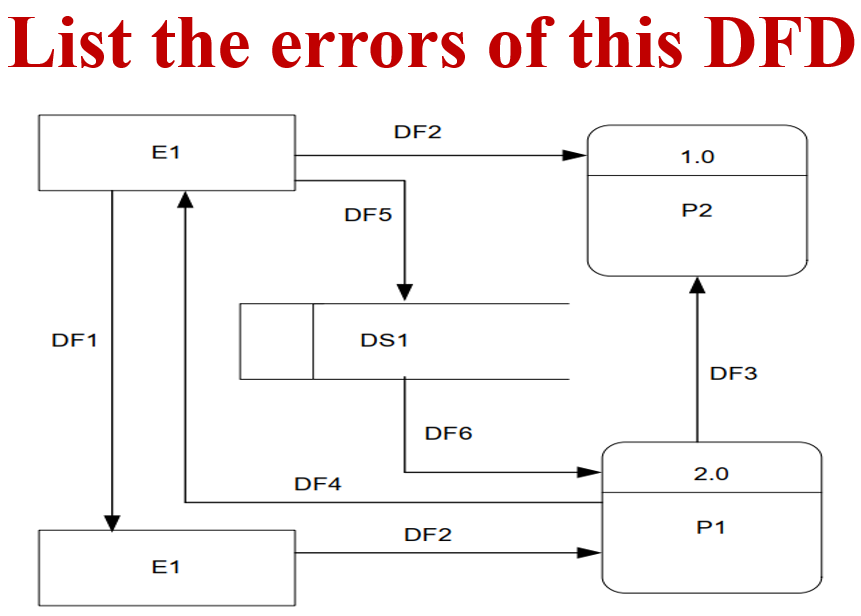 List the errors of this DFD
DF2
E1
1.0
P2
DF5
DF1
DS1
DF3
DF6
DF4
2.0
DF2
P1
E1